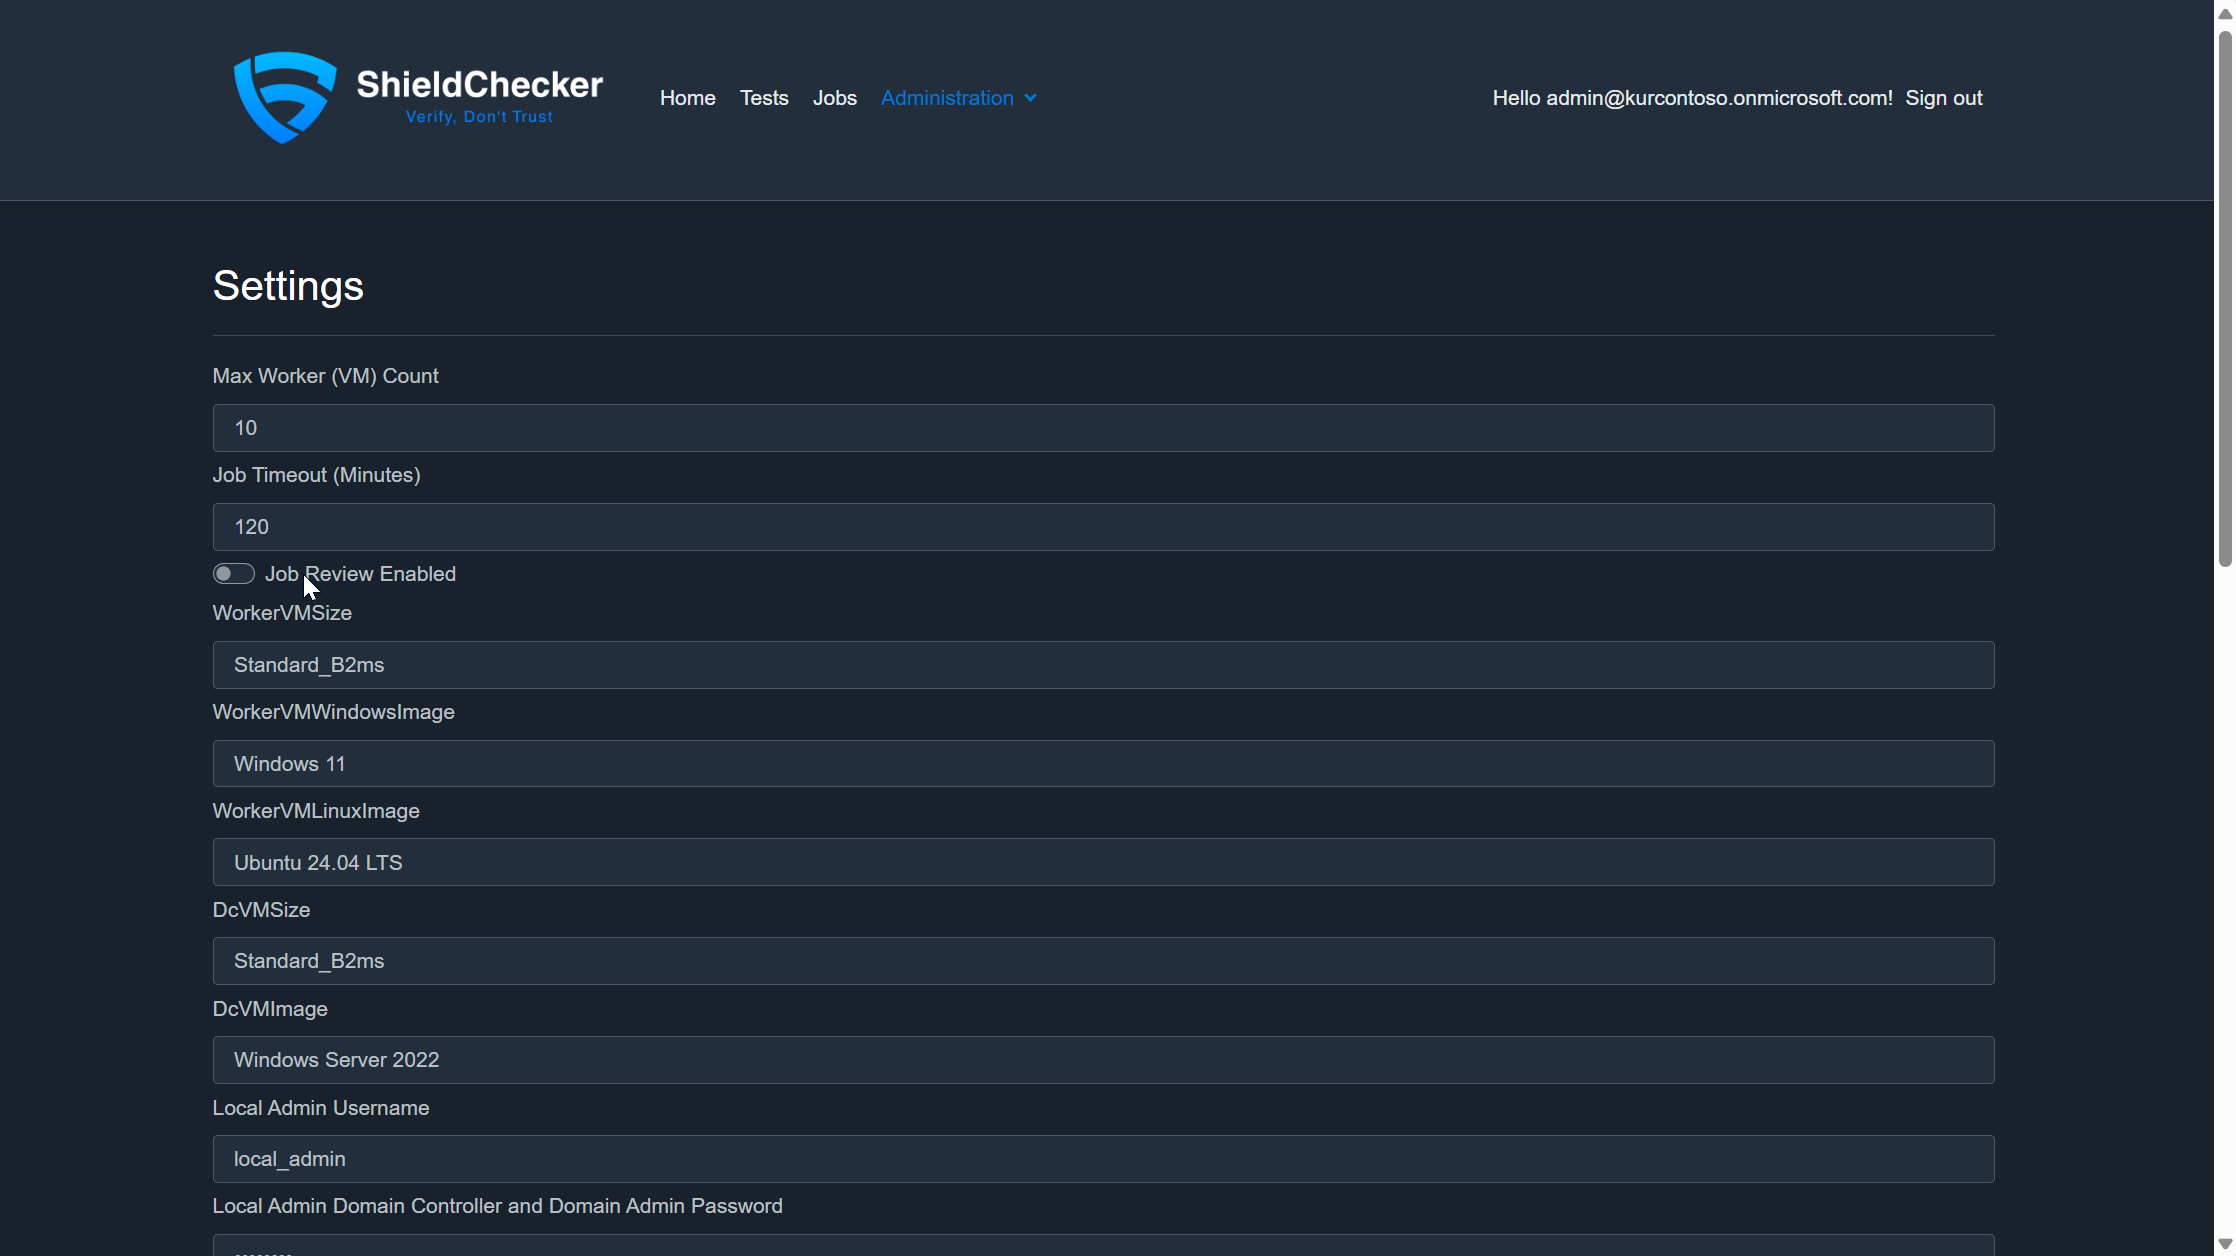 ShieldChecker
Verify, Don't Trust
Home Tests Jobs Administration
Hello admin@kurcontoso.onmicrosoft.com! Sign out
Settings
Max Worker (VM) Count
10
Job Timeout (Minutes)
120
Job Review Enabled
WorkerVMSize
Standard_B2ms
WorkerVMWindowsImage
Windows 11
WorkerVMLinuxImage
Ubuntu 24.04 LTS
DcVMSize
Standard_B2ms
DcVMImage
Windows Server 2022
Local Admin Username
local_admin
Local Admin Domain Controller and Domain Admin Password